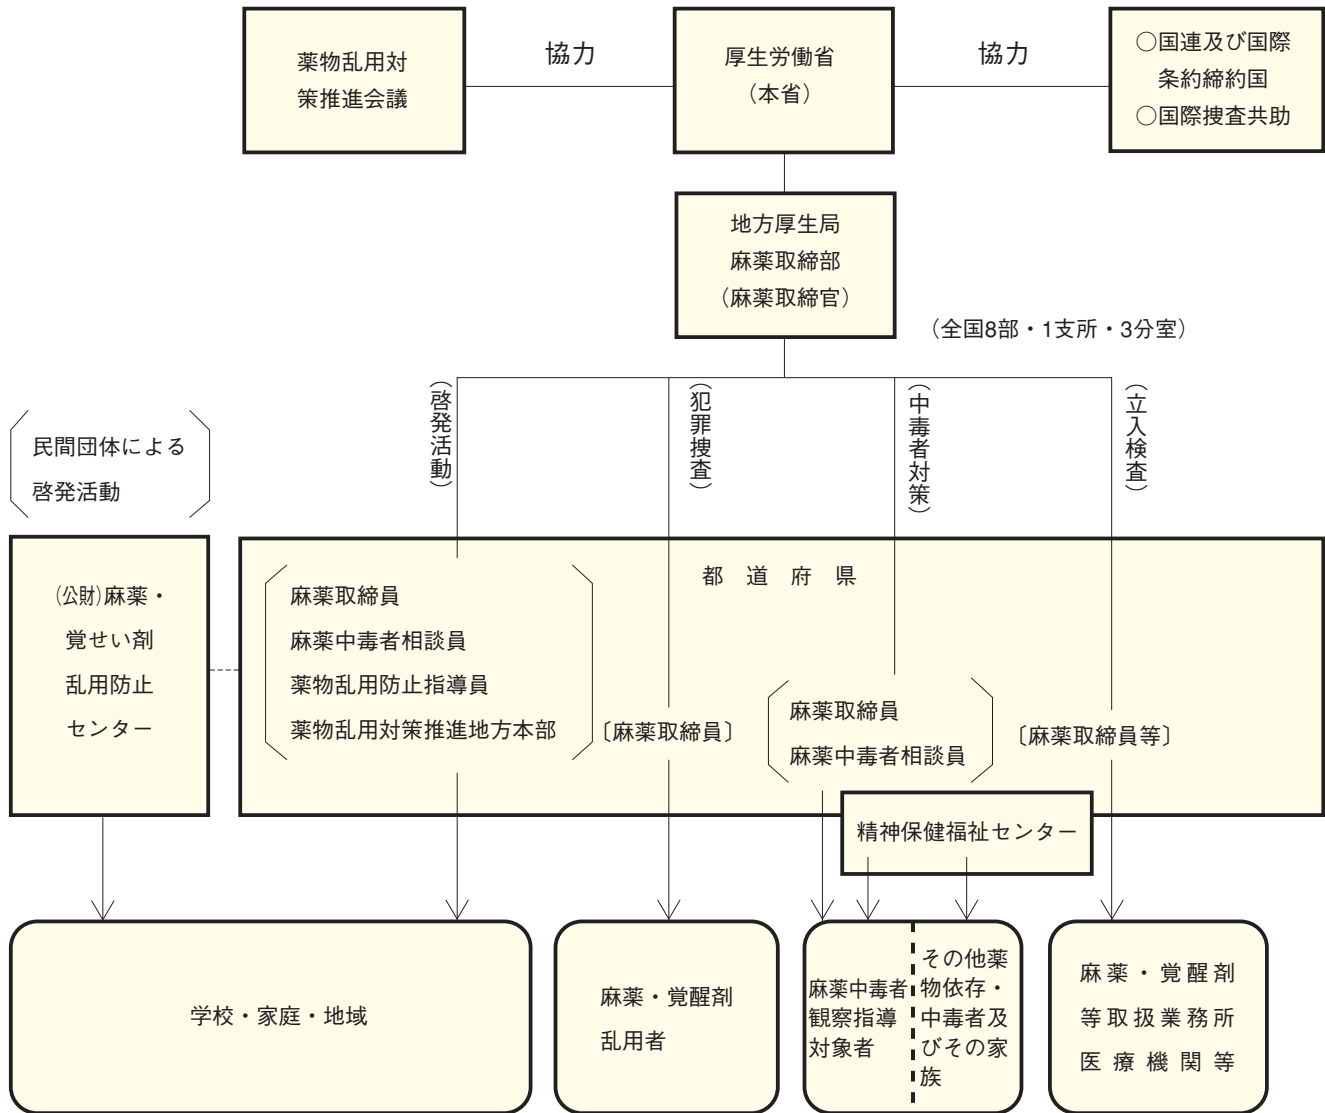 薬物乱用対
策推進会議
協力
厚生労働省
（本省）
協力
○国連及び国際
条約締約国
○国際捜査共助
地方厚生局
麻薬取締部
（麻薬取締官）
（全国8部・1支所・3分室）
（啓発活動）
（犯罪捜査）
（中毒者対策）
（立入検査）
民間団体による
啓発活動
（公財）麻薬・
覚せい剤
乱用防止
センター
都道府県
麻薬取締員
麻薬中毒者相談員
薬物乱用防止指導員
薬物乱用対策推進地方本部
〔麻薬取締員〕
麻薬取締員
麻薬中毒者相談員
〔麻薬取締員等〕
精神保健福祉センター
学校・家庭・地域
麻薬・覚醒剤
乱用者
麻薬中毒者
観察指導
対象者
その他薬
物依存・
中毒者及
びその家
族
麻薬・覚醒剤
等取扱業務所
医療機関等